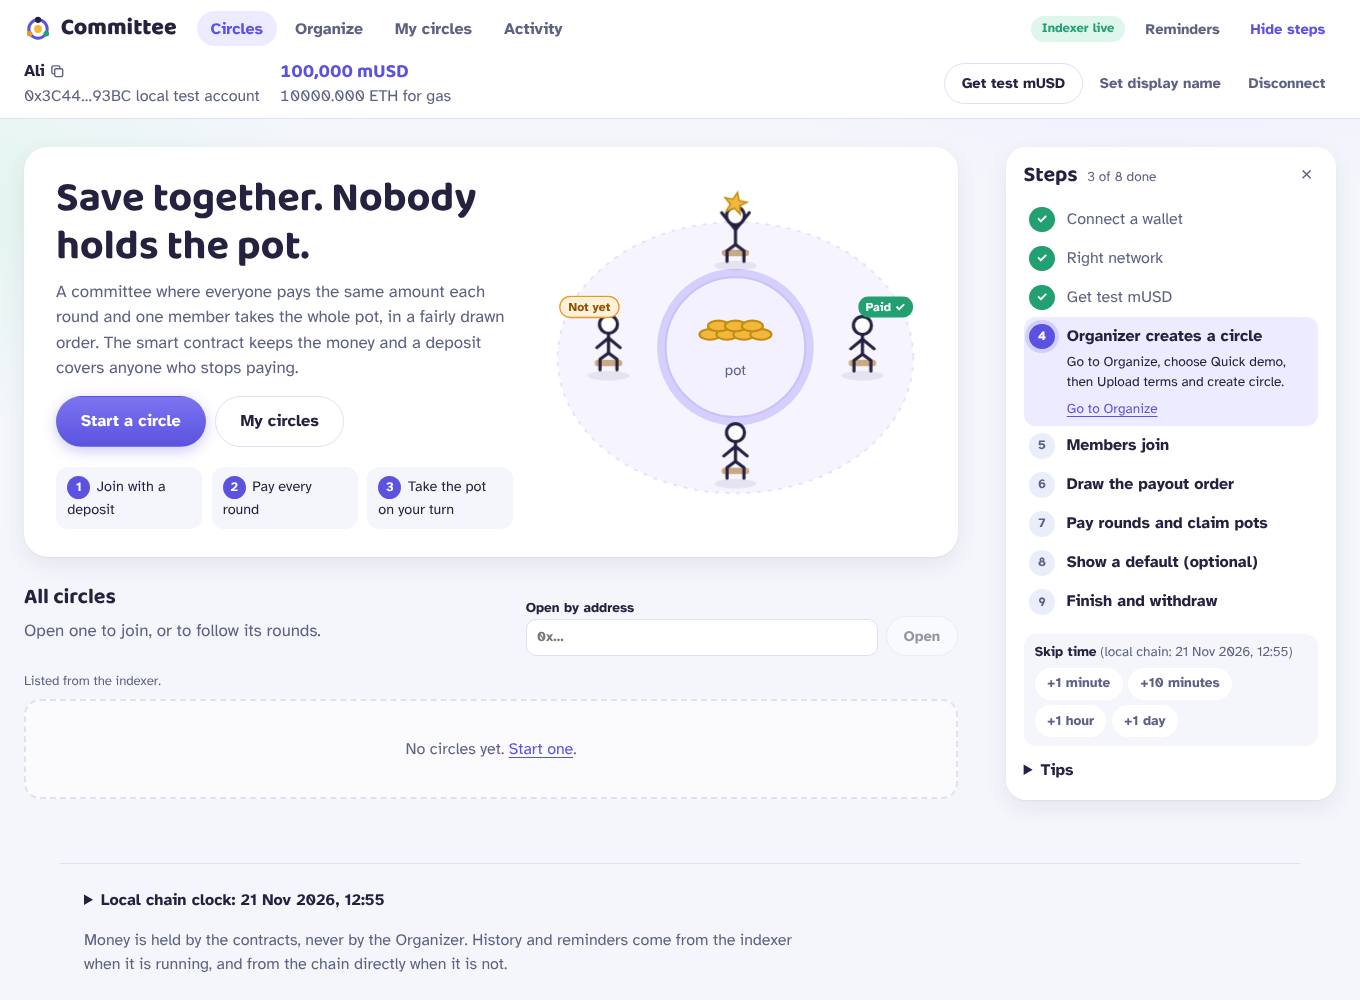 Committee
Circles
Organize
My circles
Activity
Indexer live
Reminders
Hide steps
Ali
0x3C44...93BC local test account
100,000 mUSD
10000.000 ETH for gas
Get test mUSD
Set display name
Disconnect
Save together. Nobody
holds the pot.
A committee where everyone pays the same amount each
round and one member takes the whole pot, in a fairly drawn
order. The smart contract keeps the money and a deposit
covers anyone who stops paying.
Start a circle
My circles
1 Join with a
deposit
2 Pay every
round
3 Take the pot
on your turn
Not yet
Paid ✓
pot
All circles
Open one to join, or to follow its rounds.
Open by address
0x...
Open
Listed from the indexer.
No circles yet. Start one.
Steps 3 of 8 done
Connect a wallet
Right network
Get test mUSD
4 Organizer creates a circle
Go to Organize, choose Quick demo,
then Upload terms and create circle.
Go to Organize
5 Members join
6 Draw the payout order
7 Pay rounds and claim pots
8 Show a default (optional)
9 Finish and withdraw
Skip time (local chain: 21 Nov 2026, 12:55)
+1 minute
+10 minutes
+1 hour
+1 day
Tips
Local chain clock: 21 Nov 2026, 12:55
Money is held by the contracts, never by the Organizer. History and reminders come from the indexer
when it is running, and from the chain directly when it is not.